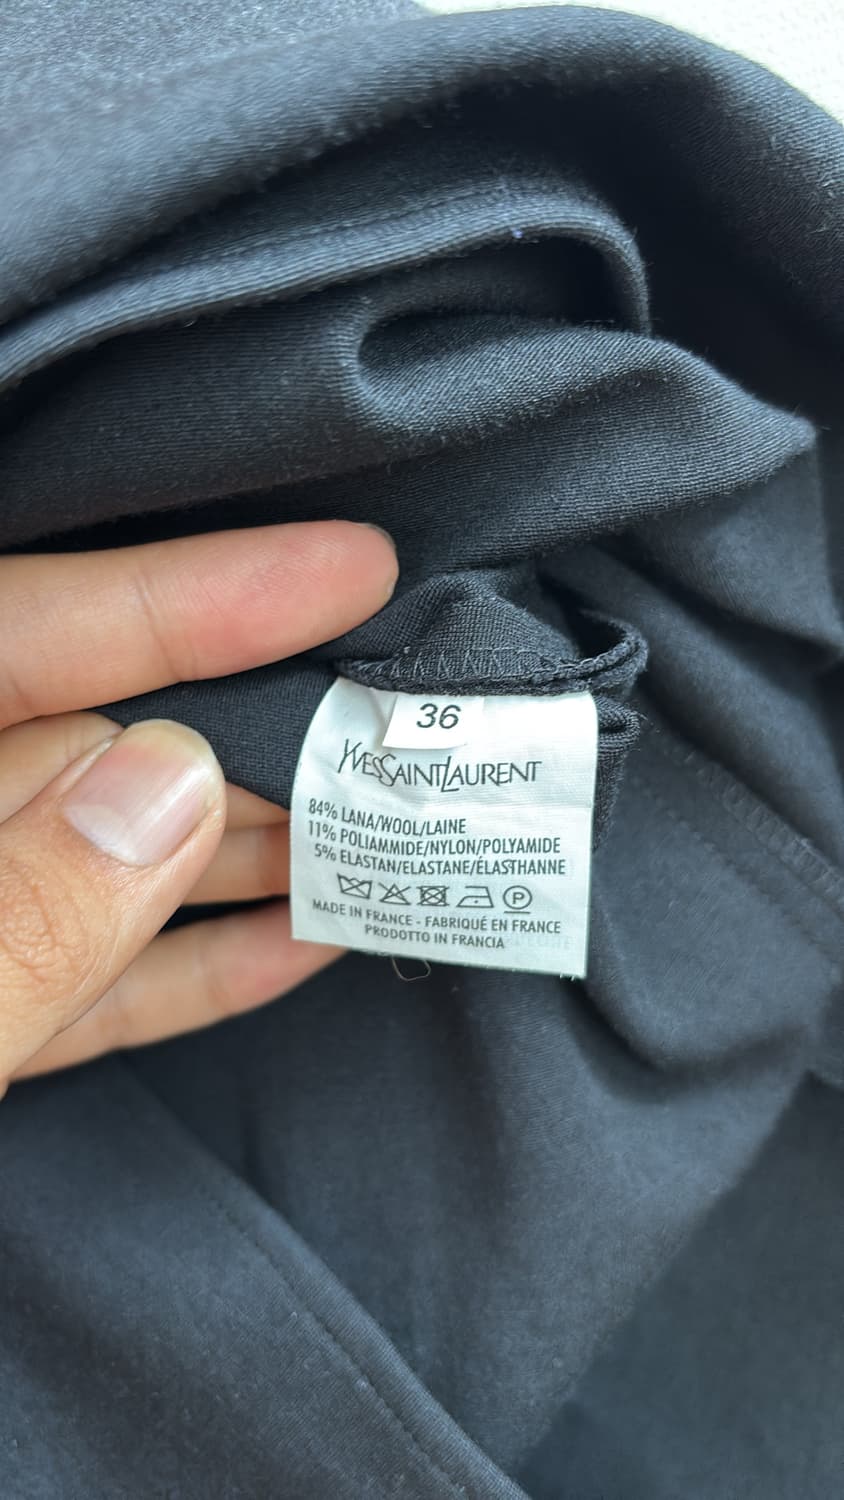 36
YVESSAINTLAURENT
84% LANA/WOOL/LAINE
11% POLIAMMIDE/NYLON/POLYAMIDE
5% ELASTAN/ELASTANE/ÉLASTHANNE
P
MADE IN FRANCE - FABRIQUÉ EN FRANCE
PRODOTTO IN FRANCIA